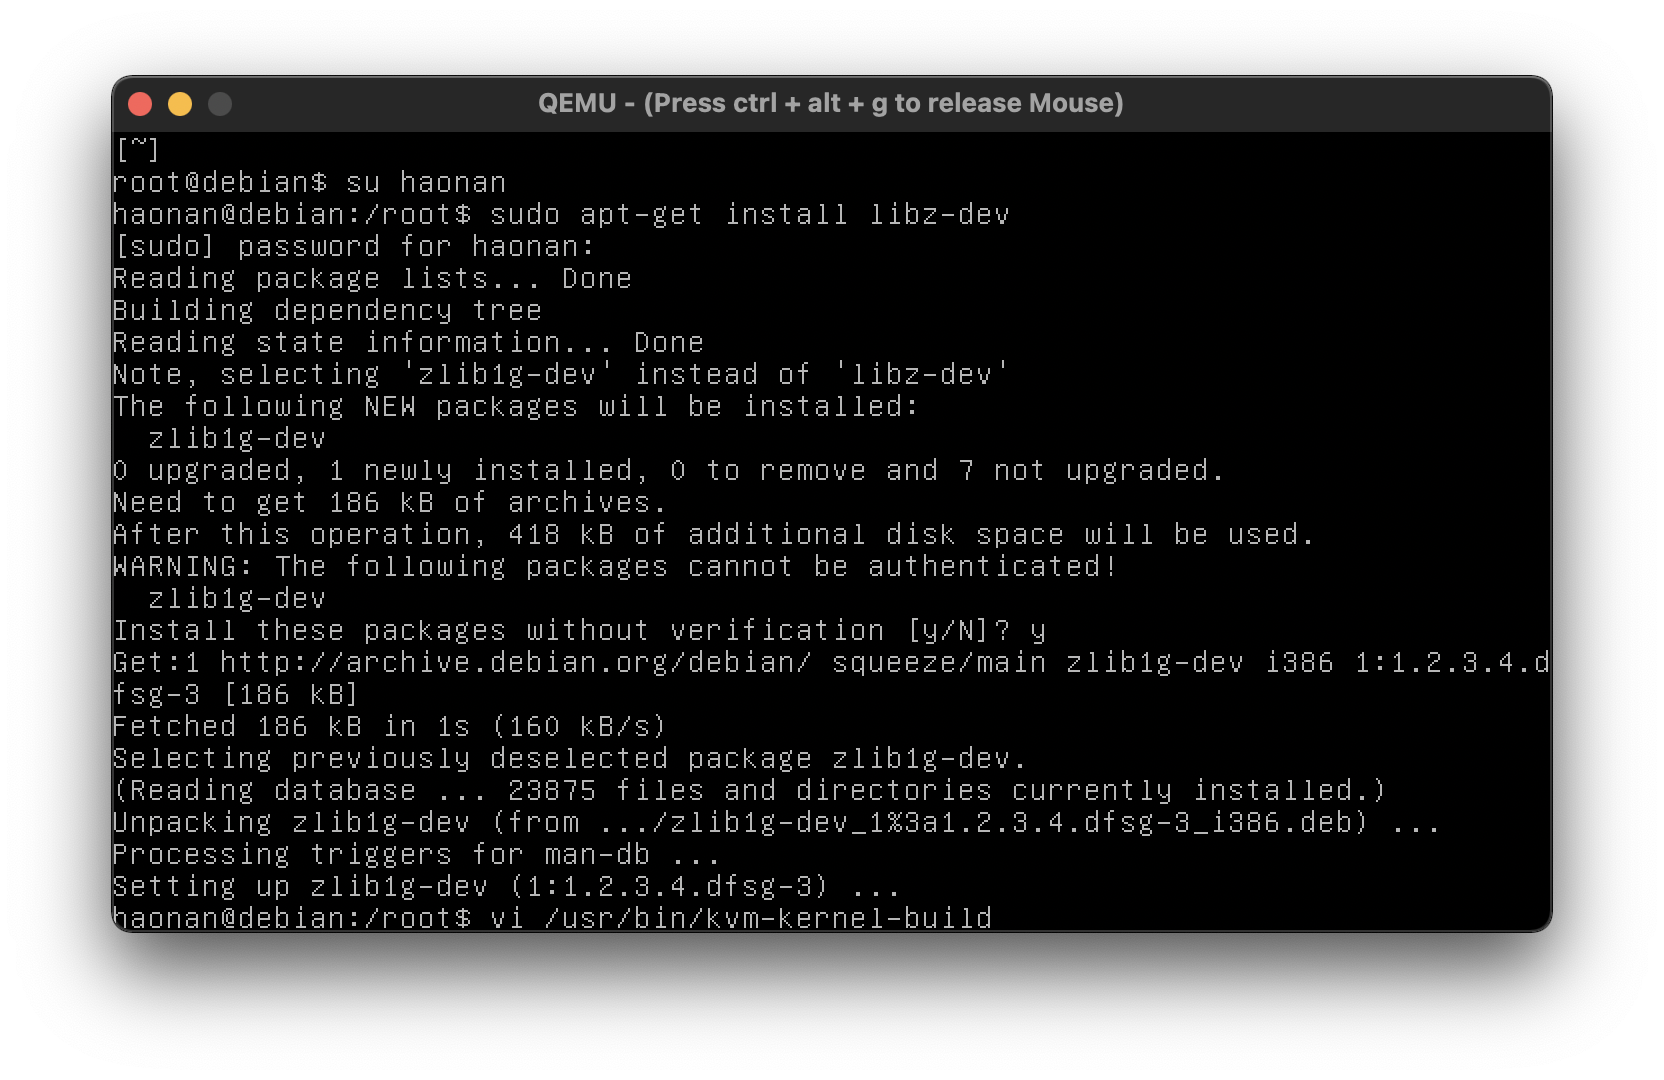 QEMU - (Press ctrl + alt + g to release Mouse)
[~]
root@debian$ su haonan
haonan@debian:/root$ sudo apt-get install libz-dev
[sudo] password for haonan:
Reading package lists... Done
Building dependency tree
Reading state information... Done
Note, selecting 'zlib1g-dev' instead of 'libz-dev'
The following NEW packages will be installed:
  zlib1g-dev
0 upgraded, 1 newly installed, 0 to remove and 7 not upgraded.
Need to get 186 kB of archives.
After this operation, 418 kB of additional disk space will be used.
WARNING: The following packages cannot be authenticated!
  zlib1g-dev
Install these packages without verification [y/N]? y
Get:1 http://archive.debian.org/debian/ squeeze/main zlib1g-dev i386 1:1.2.3.4.d
fsg-3 [186 kB]
Fetched 186 kB in 1s (160 kB/s)
Selecting previously deselected package zlib1g-dev.
(Reading database ... 23875 files and directories currently installed.)
Unpacking zlib1g-dev (from .../zlib1g-dev_1%3a1.2.3.4.dfsg-3_i386.deb) ...
Processing triggers for man-db ...
Setting up zlib1g-dev (1:1.2.3.4.dfsg-3) ...
haonan@debian:/root$ vi /usr/bin/kvm-kernel-build